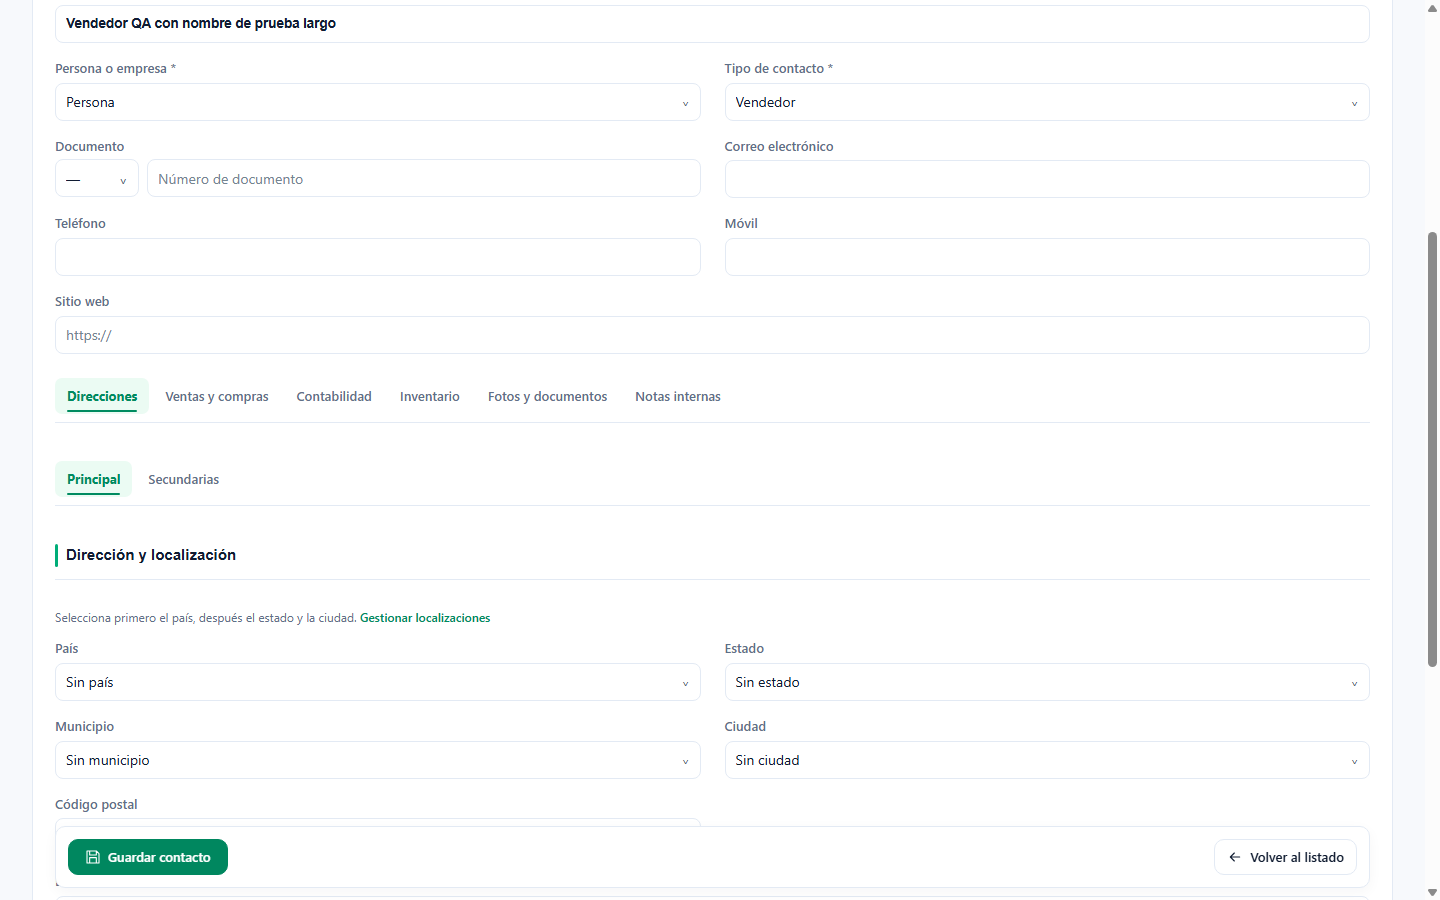 Vendedor QA con nombre de prueba largo
Persona o empresa *
Tipo de contacto *
Persona
Vendedor
Documento
Correo electrónico
—
Número de documento
Teléfono
Móvil
Sitio web
https://
Direcciones Ventas y compras Contabilidad Inventario Fotos y documentos Notas internas
Principal Secundarias
Dirección y localización
Selecciona primero el país, después el estado y la ciudad. Gestionar localizaciones
País
Estado
Sin país
Sin estado
Municipio
Ciudad
Sin municipio
Sin ciudad
Código postal
Guardar contacto
Volver al listado